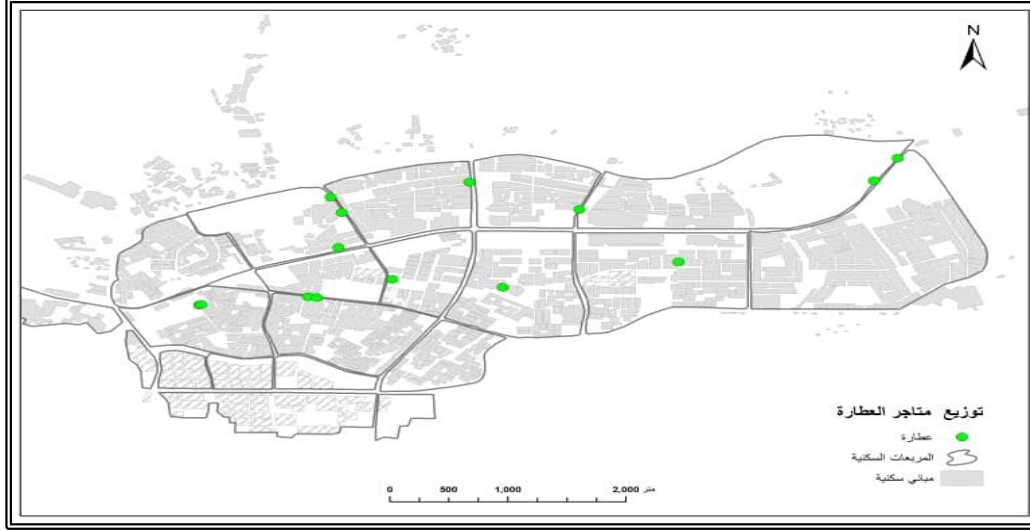 N
توزيع متاجر العطارة
عطارة
المربعات السكنية
مباني سكنية
0 500 1,000 2,000 متر